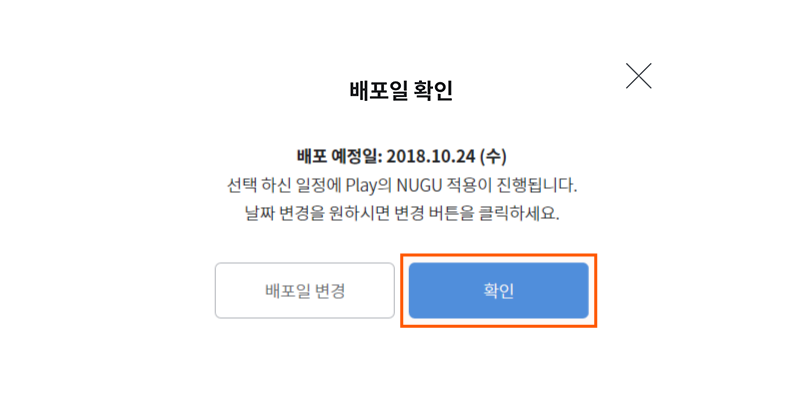 배포일 확인
배포 예정일: 2018.10.24 (수)
선택 하신 일정에 Play의 NUGU 적용이 진행됩니다.
날짜 변경을 원하시면 변경 버튼을 클릭하세요.
배포일 변경
확인